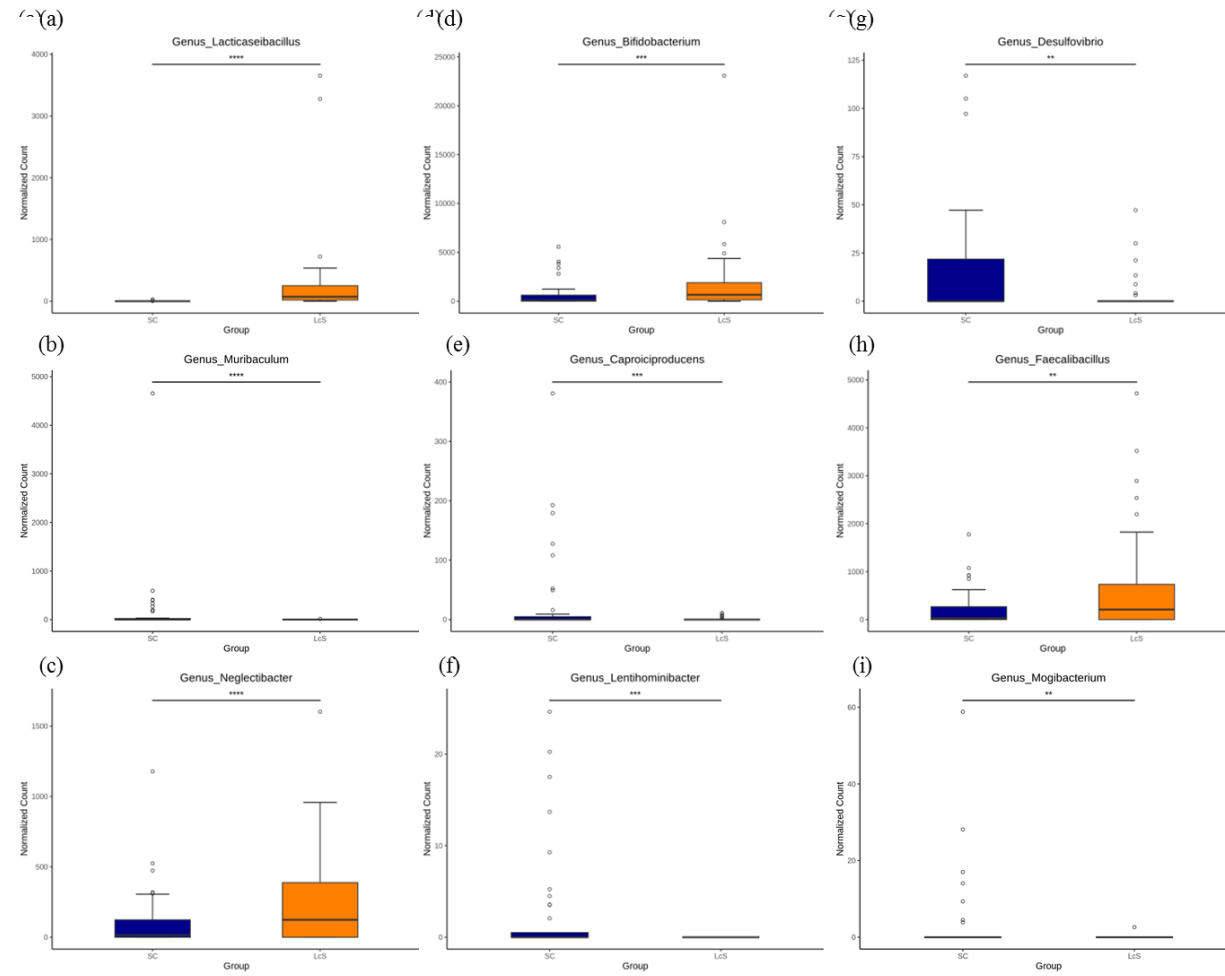 (a)
Genus_Lacticaseibacillus
****
4000
3000
2000
1000
0
Normalized Count
SC LcS
Group
(d)
Genus_Bifidobacterium
***
25000
20000
15000
10000
5000
0
Normalized Count
SC LcS
Group
(g)
Genus_Desulfovibrio
**
125
100
75
50
25
0
Normalized Count
SC LcS
Group
(b)
Genus_Muribaculum
****
5000
4000
3000
2000
1000
0
Normalized Count
SC LcS
Group
(e)
Genus_Caproiciproducens
***
400
300
200
100
0
Normalized Count
SC LcS
Group
(h)
Genus_Faecalibacillus
**
5000
4000
3000
2000
1000
0
Normalized Count
SC LcS
Group
(c)
Genus_Neglectibacter
****
1500
1000
500
0
Normalized Count
SC LcS
Group
(f)
Genus_Lentihominibacter
***
20
10
0
Normalized Count
SC LcS
Group
(i)
Genus_Mogibacterium
**
60
40
20
0
Normalized Count
SC LcS
Group